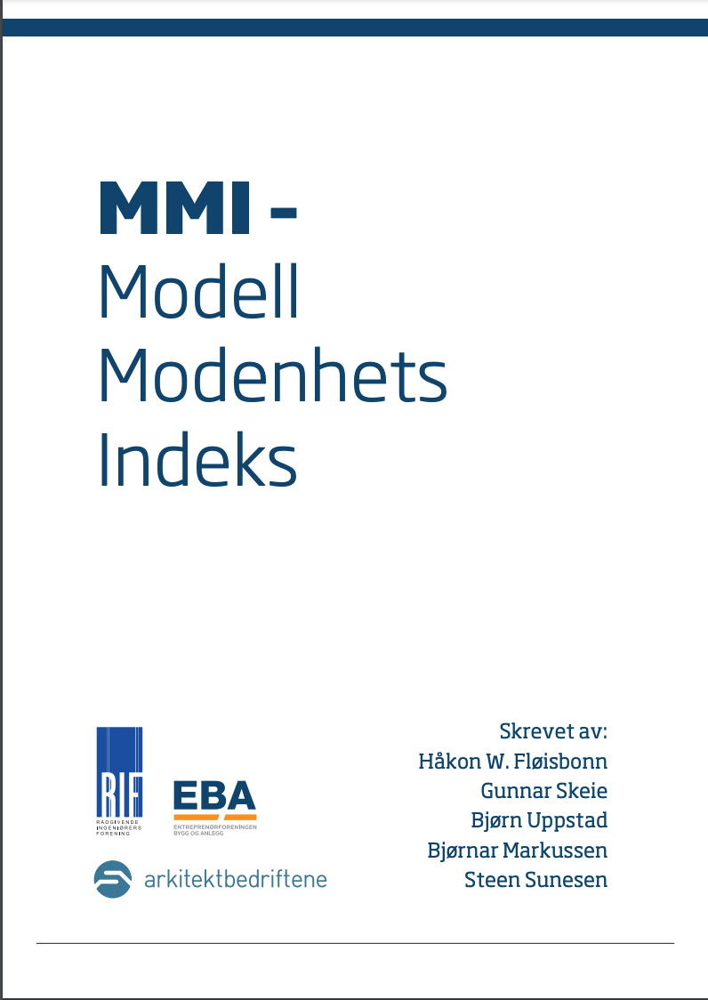 MMI –
Modell
Modenhets
Indeks
Skrevet av:
Håkon W. Fløisbonn
Gunnar Skeie
Bjørn Uppstad
Bjørnar Markussen
Steen Sunesen
RIF
RÅDGIVENDE
INGENIØRERS
FORENING
EBA
ENTREPRENØRFORENINGEN
BYGG OG ANLEGG
arkitektbedriftene